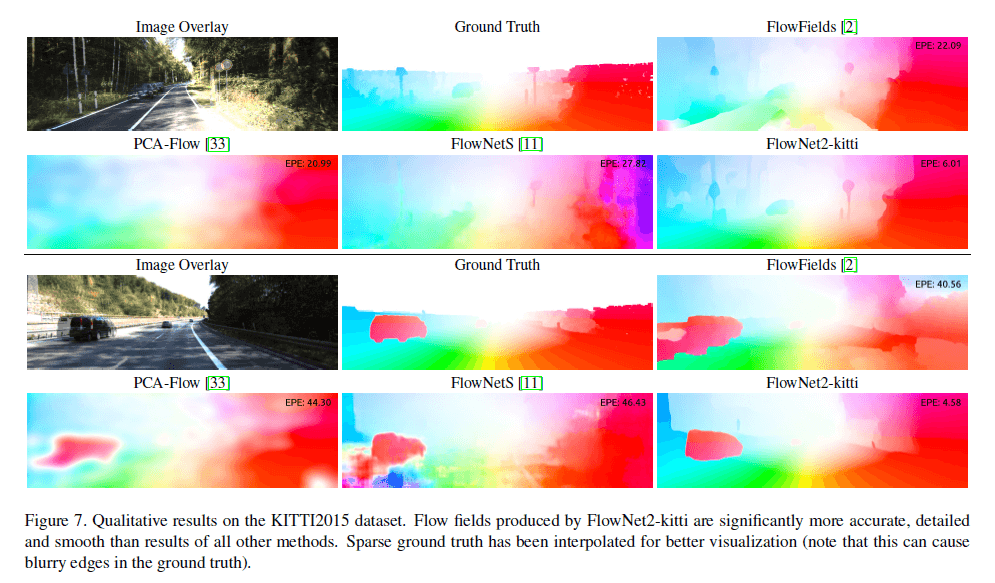 Image Overlay
Ground Truth
FlowFields [2]
EPE: 22.09
PCA-Flow [33]
FlowNetS [11]
FlowNet2-kitti
EPE: 20.99
EPE: 27.82
EPE: 6.01
Image Overlay
Ground Truth
FlowFields [2]
EPE: 40.56
PCA-Flow [33]
FlowNetS [11]
FlowNet2-kitti
EPE: 44.30
EPE: 46.43
EPE: 4.58
Figure 7. Qualitative results on the KITTI2015 dataset. Flow fields produced by FlowNet2-kitti are significantly more accurate, detailed
and smooth than results of all other methods. Sparse ground truth has been interpolated for better visualization (note that this can cause
blurry edges in the ground truth).